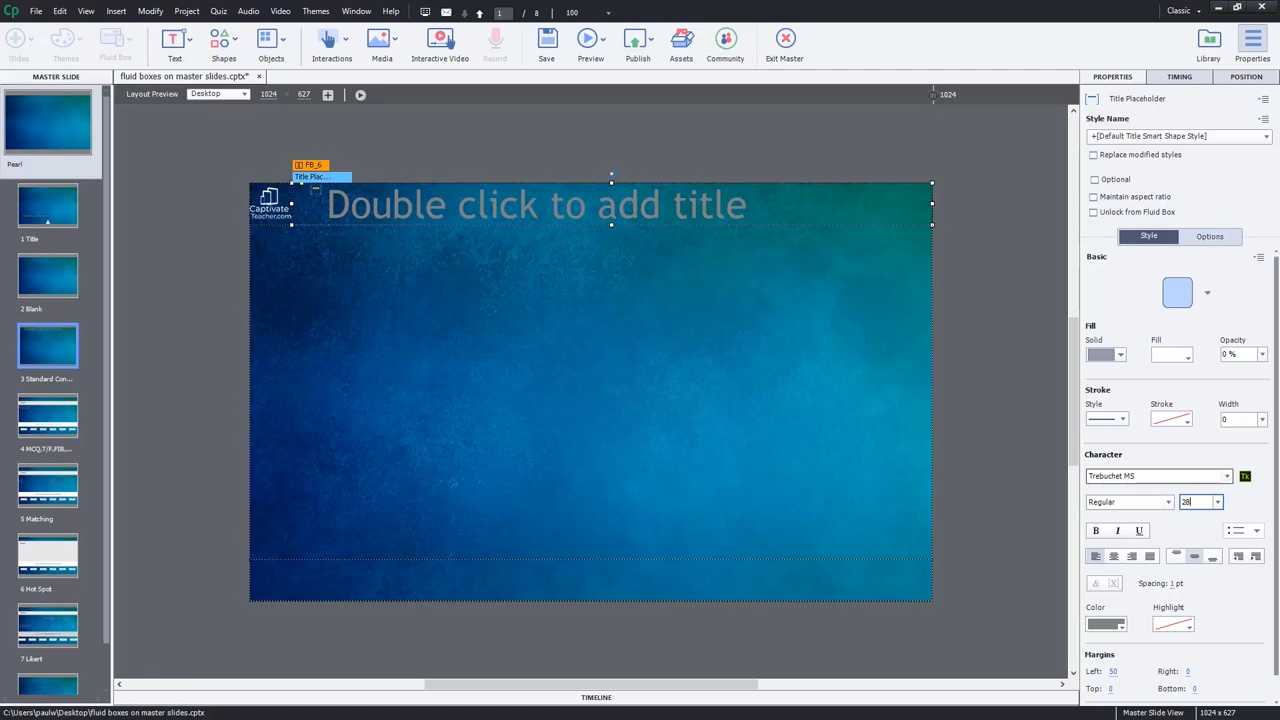 Cp File Edit View Insert Modify Project Quiz Audio Themes Window Help 1 / 8 100 Classic
Slides Themes Fluid Box Text Shapes Objects Interactions Media Interactive Video Record Save Preview Publish Assets Community Exit Master Library Properties
MASTER SLIDE fluid boxes on master slides.cptx* × PROPERTIES TIMING POSITION
Layout Preview Desktop 1024 × 627 1024
Pearl
1 Title
2 Blank
3 Standard Con...
4 MCQ,T/F,FIB,...
5 Matching
6 Hot Spot
7 Likert
FB_6
Title Plac...
Captivate
Teacher.com
Double click to add title
Title Placeholder
Style Name
+[Default Title Smart Shape Style]
Replace modified styles
Optional
Maintain aspect ratio
Unlock from Fluid Box
Style Options
Basic
Fill
Solid Fill Opacity
0 %
Stroke
Style Stroke Width
0
Character
Trebuchet MS Tk
Regular 28
B I U
& [X] Spacing: 1 pt
Color Highlight
Margins
Left: 50 Right: 0
Top: 0 Bottom: 0
TIMELINE
C:\Users\paulw\Desktop\fluid boxes on master slides.cptx Master Slide View 1024 x 627